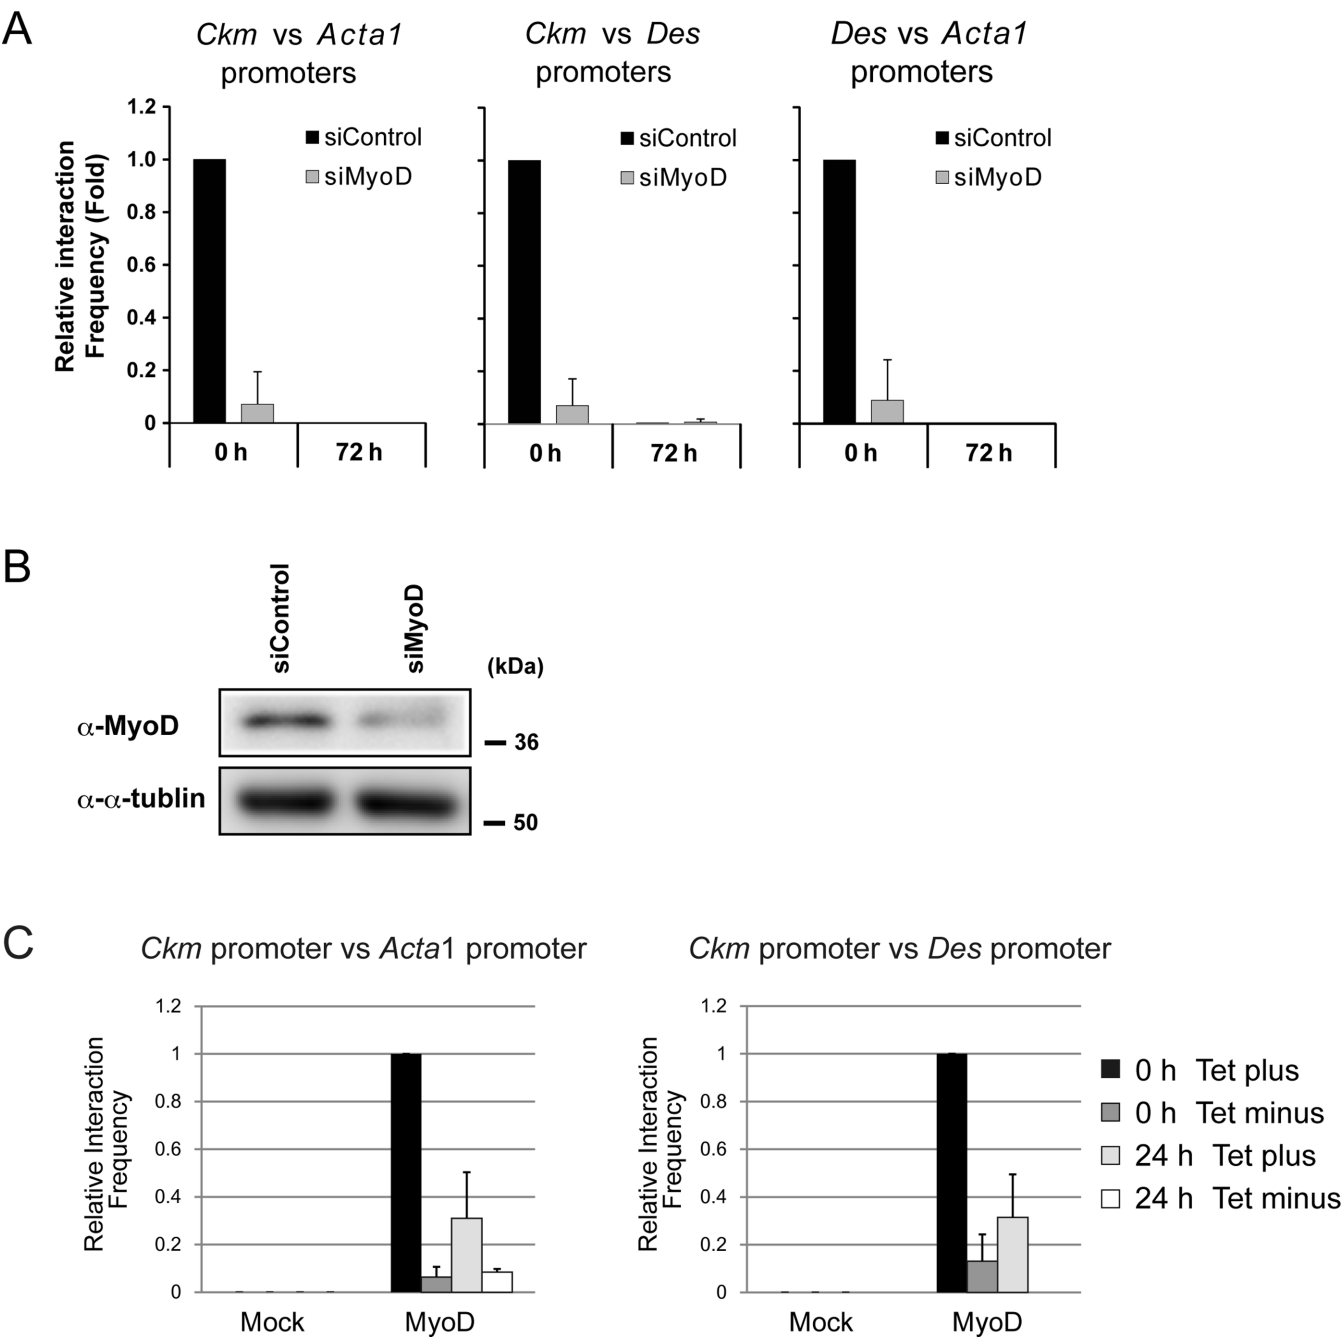 A
Ckm vs Acta1
promoters
Relative interaction
Frequency (Fold)
1.2
1.0
0.8
0.6
0.4
0.2
0
siControl
siMyoD
0 h
72 h
Ckm vs Des
promoters
siControl
siMyoD
0 h
72 h
Des vs Acta1
promoters
siControl
siMyoD
0 h
72 h
B
siControl
siMyoD
(kDa)
α-MyoD
36
α-α-tublin
50
C
Ckm promoter vs Acta1 promoter
Relative Interaction
Frequency
1.2
1
0.8
0.6
0.4
0.2
0
Mock
MyoD
Ckm promoter vs Des promoter
Relative Interaction
Frequency
1.2
1
0.8
0.6
0.4
0.2
0
Mock
MyoD
0 h Tet plus
0 h Tet minus
24 h Tet plus
24 h Tet minus